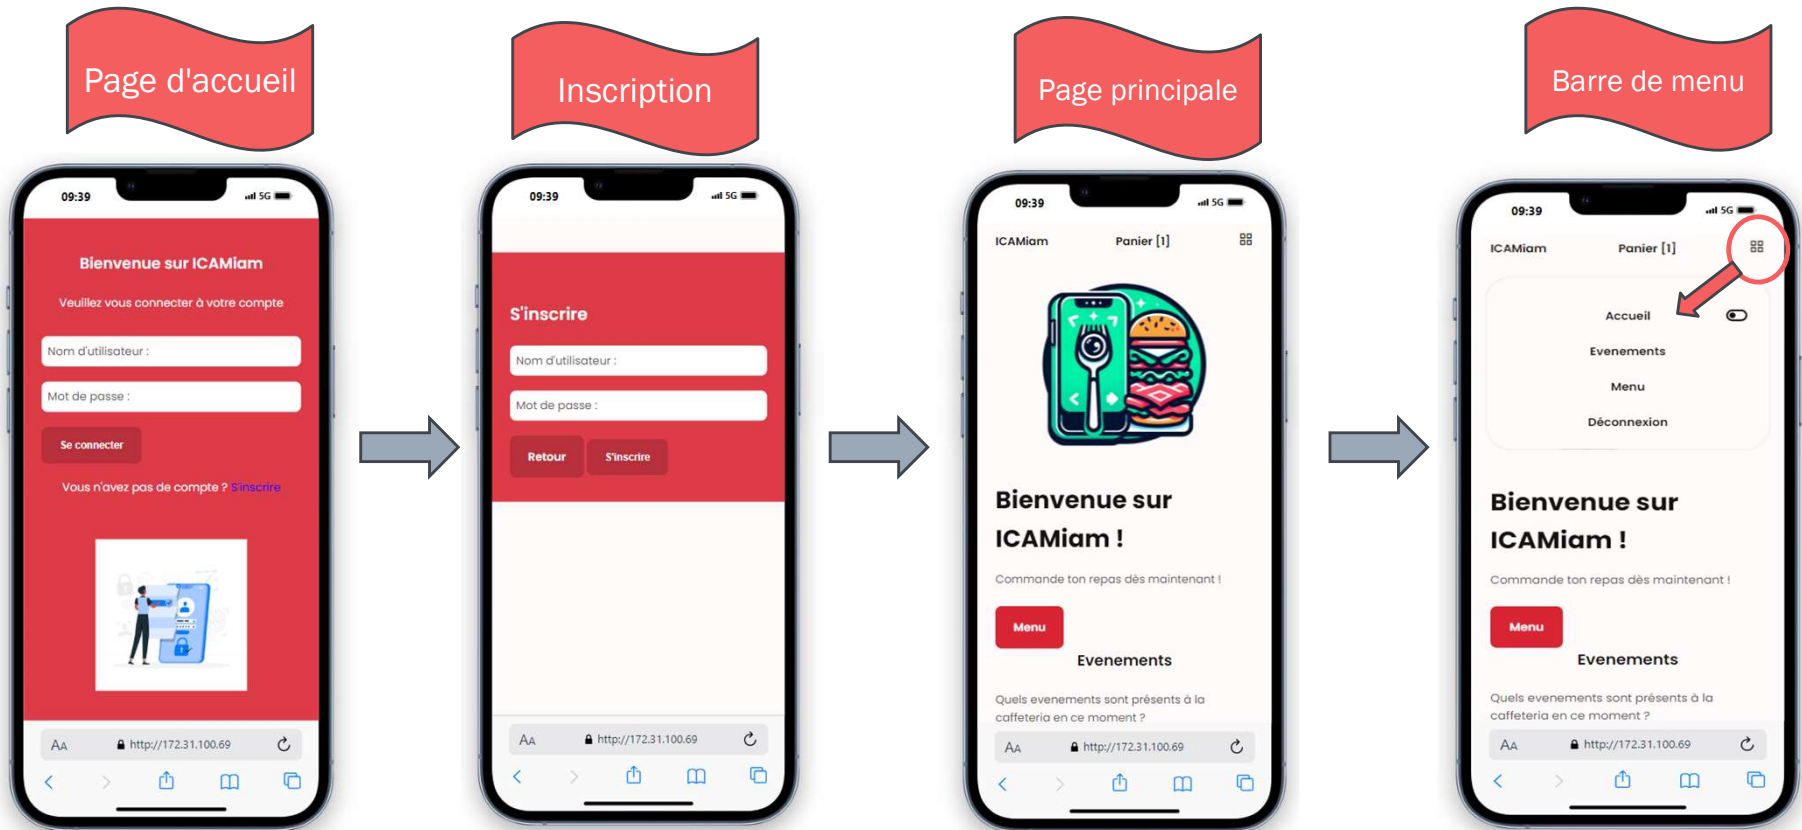 Page d'accueil
Inscription
Page principale
Barre de menu
09:39
5G
Bienvenue sur ICAMiam
Veuillez vous connecter à votre compte
Nom d'utilisateur :
Mot de passe :
Se connecter
Vous n'avez pas de compte ? S'inscrire
AA
http://172.31.100.69
09:39
5G
S'inscrire
Nom d'utilisateur :
Mot de passe :
Retour
S'inscrire
AA
http://172.31.100.69
09:39
5G
ICAMiam
Panier [1]
Bienvenue sur
ICAMiam !
Commande ton repas dès maintenant !
Menu
Evenements
Quels evenements sont présents à la
caffeteria en ce moment ?
AA
http://172.31.100.69
09:39
5G
ICAMiam
Panier [1]
Accueil
Evenements
Menu
Déconnexion
Bienvenue sur
ICAMiam !
Commande ton repas dès maintenant !
Menu
Evenements
Quels evenements sont présents à la
caffeteria en ce moment ?
AA
http://172.31.100.69